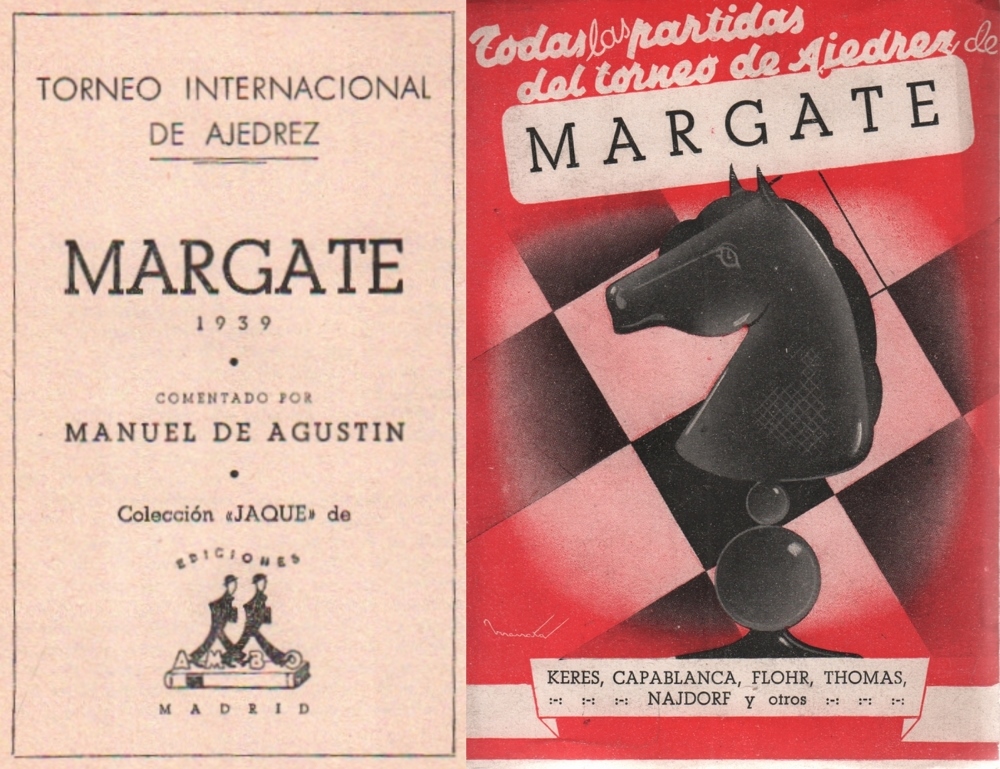 TORNEO INTERNACIONAL
DE AJEDREZ
MARGATE
1939
•
COMENTADO POR
MANUEL DE AGUSTIN
•
Colección «JAQUE» de
EDICIONES
AMBO
MADRID
Todas las partidas
del torneo de Ajedrez de
MARGATE
KERES, CAPABLANCA, FLOHR, THOMAS,
:-: :-: :-: NAJDORF y otros :-: :-: :-: